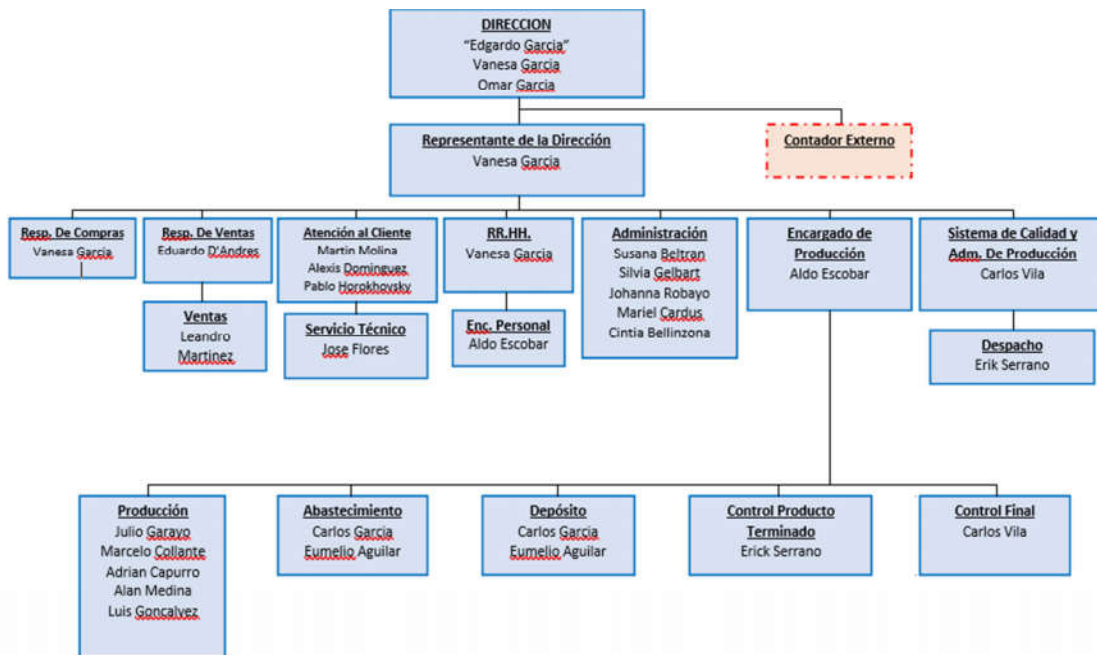 DIRECCION
“Edgardo Garcia”
Vanesa Garcia
Omar Garcia
Representante de la Dirección
Vanesa Garcia
Contador Externo
Resp. De Compras
Vanesa Garcia
Resp. De Ventas
Eduardo D'Andres
Ventas
Leandro
Martinez
Atención al Cliente
Martin Molina
Alexis Dominguez
Pablo Horokhovsky
Servicio Técnico
Jose Flores
RR.HH.
Vanesa Garcia
Enc. Personal
Aldo Escobar
Administración
Susana Beltran
Silvia Gelbart
Johanna Robayo
Mariel Cardus
Cintia Bellinzona
Encargado de
Producción
Aldo Escobar
Sistema de Calidad y
Adm. De Producción
Carlos Vila
Despacho
Erik Serrano
Producción
Julio Garayo
Marcelo Collante
Adrian Capurro
Alan Medina
Luis Goncalvez
Abastecimiento
Carlos Garcia
Eumelio Aguilar
Depósito
Carlos Garcia
Eumelio Aguilar
Control Producto
Terminado
Erick Serrano
Control Final
Carlos Vila